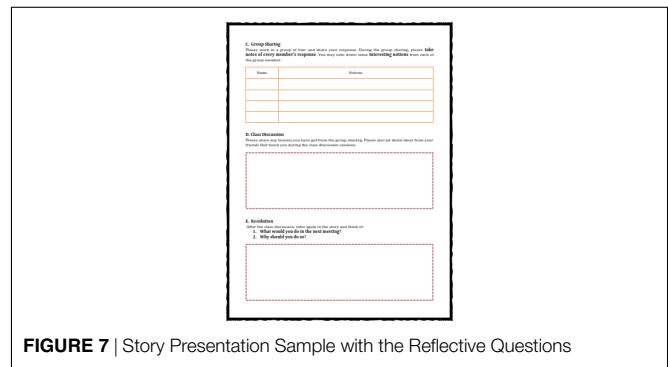 C. Group Sharing
Please work in a group of four and share your response. During the group sharing, please take
notes of every member's response. You may note down some interesting notions from each of
the group member.
Name Notions
D. Class Discussion
Please share any lessons you have got from the group sharing. Please also jot down ideas from your
friends that touch you during the class discussion sessions.
E. Resolution
After the class discussion, refer again to the story and think of:
1. What would you do in the next meeting?
2. Why should you do so?
FIGURE 7 | Story Presentation Sample with the Reflective Questions